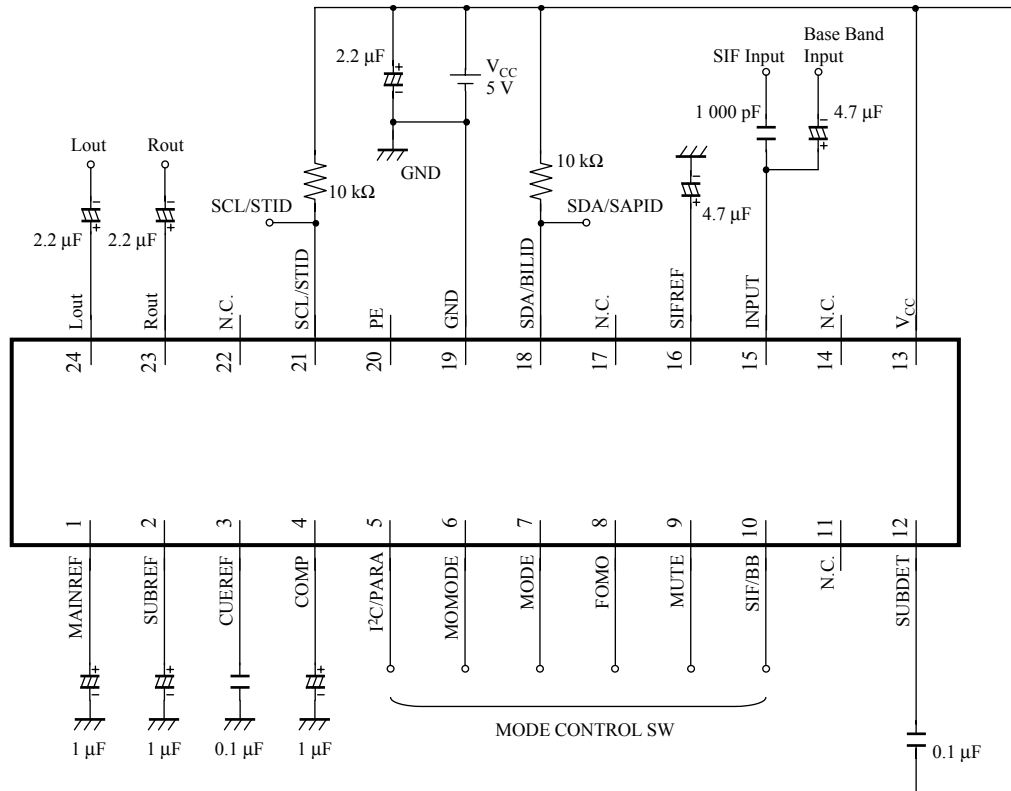 SIF Input
Base Band
Input
2.2 µF
+
−
V_CC
5 V
1 000 pF
−
4.7 µF
+
GND
Lout
Rout
10 kΩ
10 kΩ
SCL/STID
SDA/SAPID
−
+
4.7 µF
−
2.2 µF
+
−
2.2 µF
+
Lout
Rout
N.C.
SCL/STID
PE
GND
SDA/BILID
N.C.
SIFREF
INPUT
N.C.
V_CC
24
23
22
21
20
19
18
17
16
15
14
13
1
2
3
4
5
6
7
8
9
10
11
12
MAINREF
SUBREF
CUEREF
COMP
I²C/PARA
MOMODE
MODE
FOMO
MUTE
SIF/BB
N.C.
SUBDET
+
−
+
−
+
−
1 µF
1 µF
0.1 µF
1 µF
MODE CONTROL SW
0.1 µF